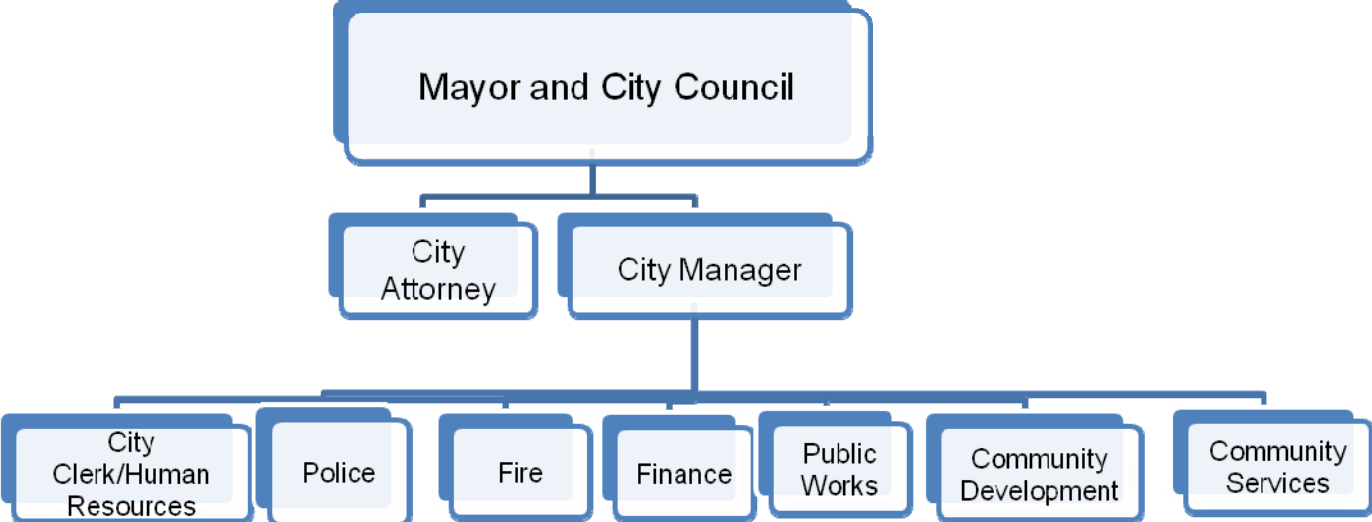 Mayor and City Council
City
Attorney
City Manager
City
Clerk/Human
Resources
Police
Fire
Finance
Public
Works
Community
Development
Community
Services